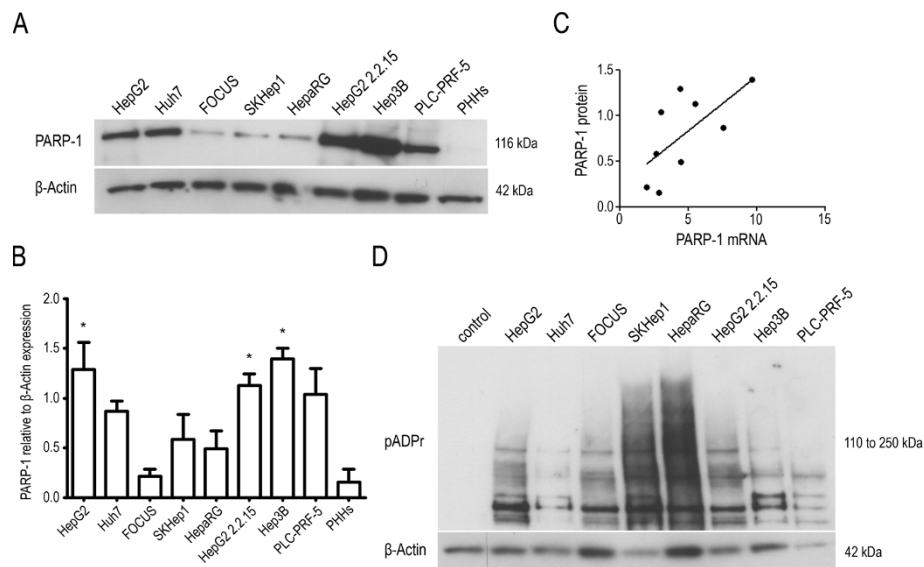 A
HepG2 Huh7 FOCUS SKHep1 HepaRG HepG2 2.2.15 Hep3B PLC-PRF-5 PHHs
PARP-1 116 kDa
β-Actin 42 kDa
B
PARP-1 relative to β-Actin expression
2.0
1.5
1.0
0.5
0.0
* * *
HepG2 Huh7 FOCUS SKHep1 HepaRG HepG2 2.2.15 Hep3B PLC-PRF-5 PHHs
C
PARP-1 protein
1.5
1.0
0.5
0.0
0 5 10 15
PARP-1 mRNA
D
control HepG2 Huh7 FOCUS SKHep1 HepaRG HepG2 2.2.15 Hep3B PLC-PRF-5
pADPr 110 to 250 kDa
β-Actin 42 kDa